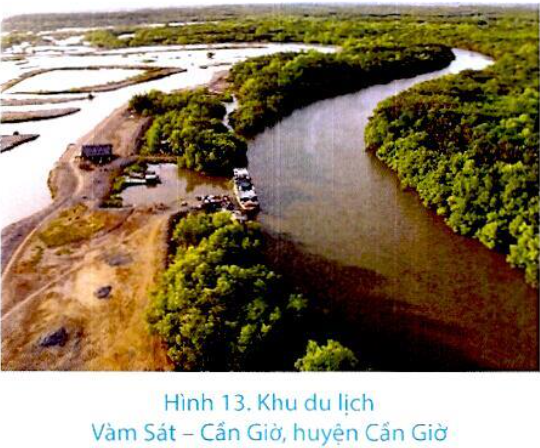 Hình 13. Khu du lịch
Vàm Sát – Cần Giờ, huyện Cần Giờ